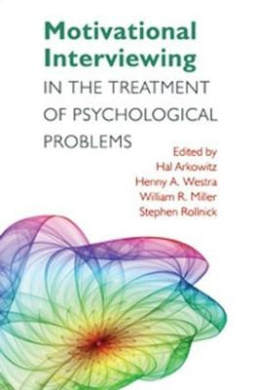 Motivational
Interviewing
IN THE TREATMENT
OF PSYCHOLOGICAL
PROBLEMS
Edited by
Hal Arkowitz
Henny A. Westra
William R. Miller
Stephen Rollnick